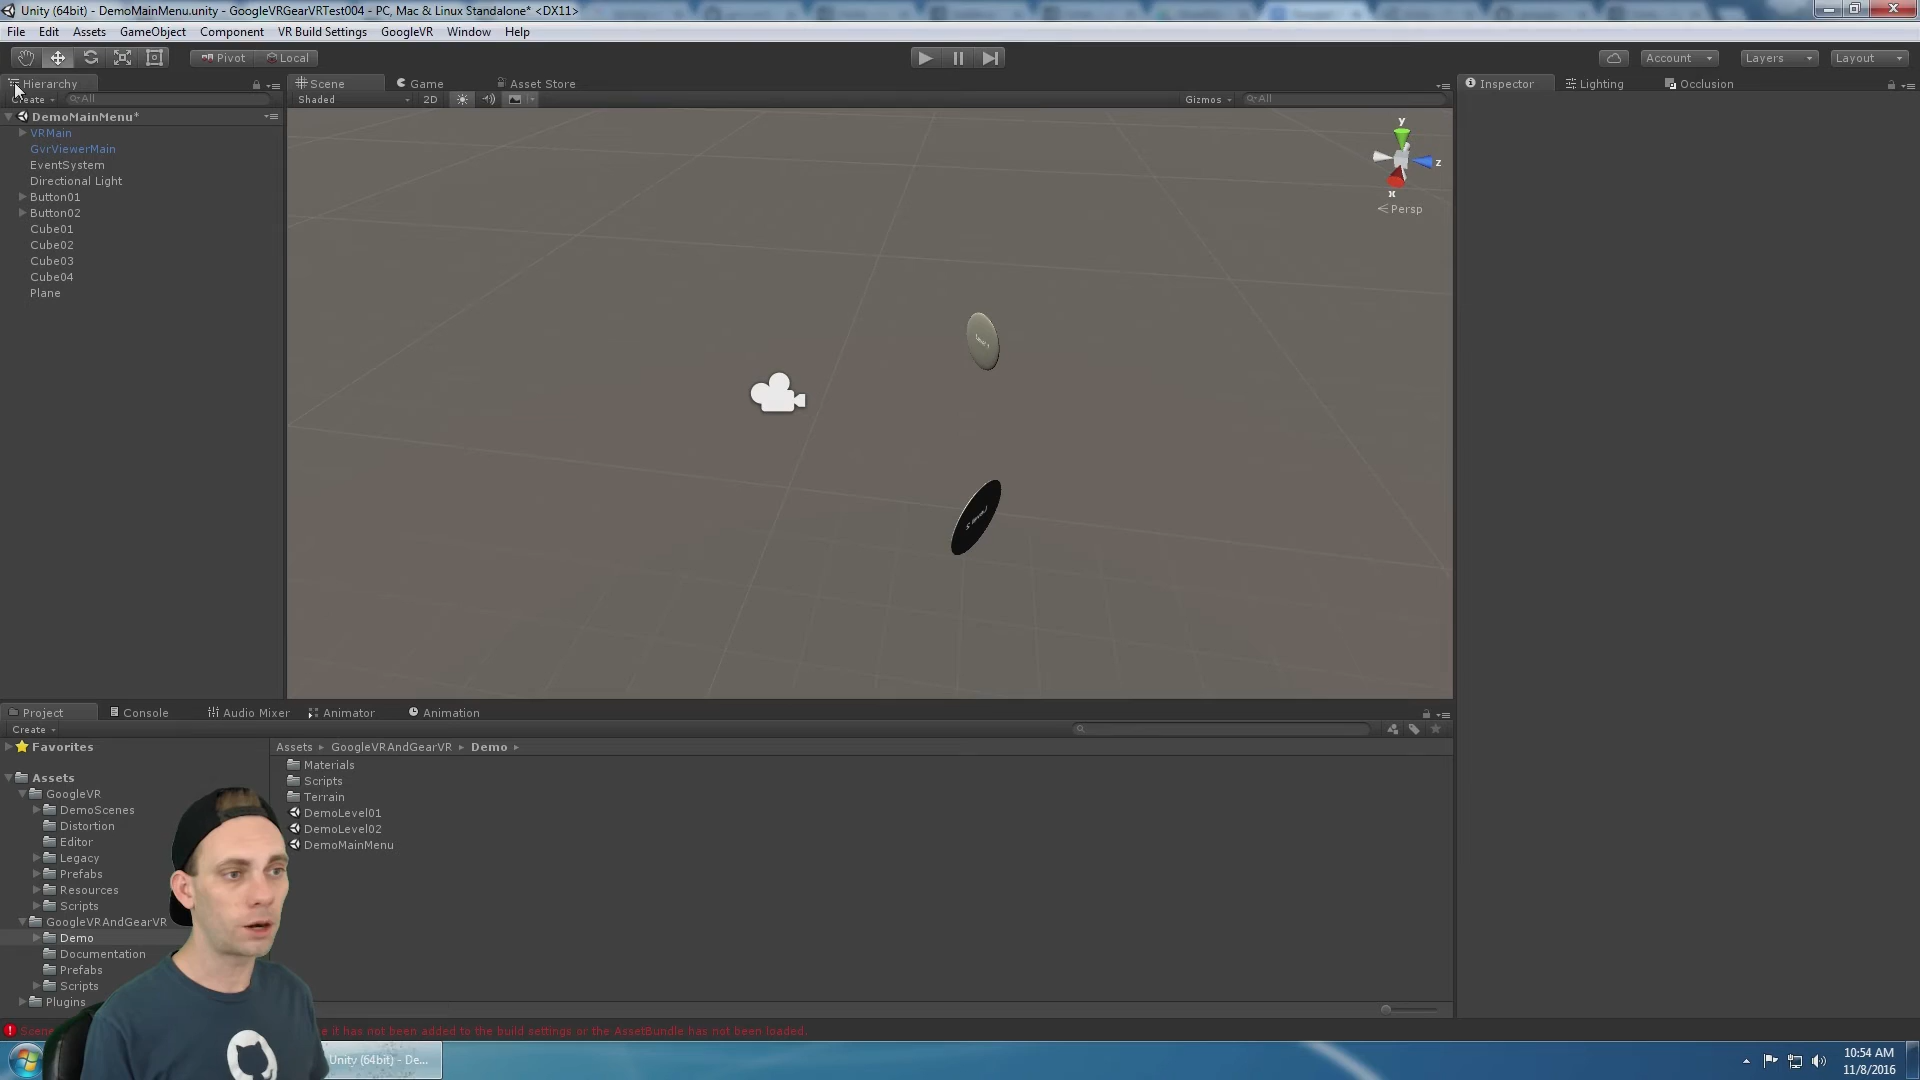 Unity (64bit) - DemoMainMenu.unity - GoogleVRGearVRTest004 - PC, Mac & Linux Standalone* <DX11>
File Edit Assets GameObject Component VR Build Settings GoogleVR Window Help
Pivot Local Account Layers Layout
Hierarchy Scene Game Asset Store Inspector Lighting Occlusion
Create All Shaded 2D Gizmos All
DemoMainMenu*
VRMain
GvrViewerMain
EventSystem
Directional Light
Button01
Button02
Cube01
Cube02
Cube03
Cube04
Plane
y
z
x
Persp
Project Console Audio Mixer Animator Animation
Create
Favorites
Assets GoogleVRAndGearVR Demo
Materials
Scripts
Terrain
DemoLevel01
DemoLevel02
DemoMainMenu
Assets
GoogleVR
DemoScenes
Distortion
Editor
Legacy
Prefabs
Resources
Scripts
GoogleVRAndGearVR
Demo
Documentation
Prefabs
Scripts
Plugins
Scene it has not been added to the build settings or the AssetBundle has not been loaded.
Unity (64bit) - De...
10:54 AM
11/8/2016